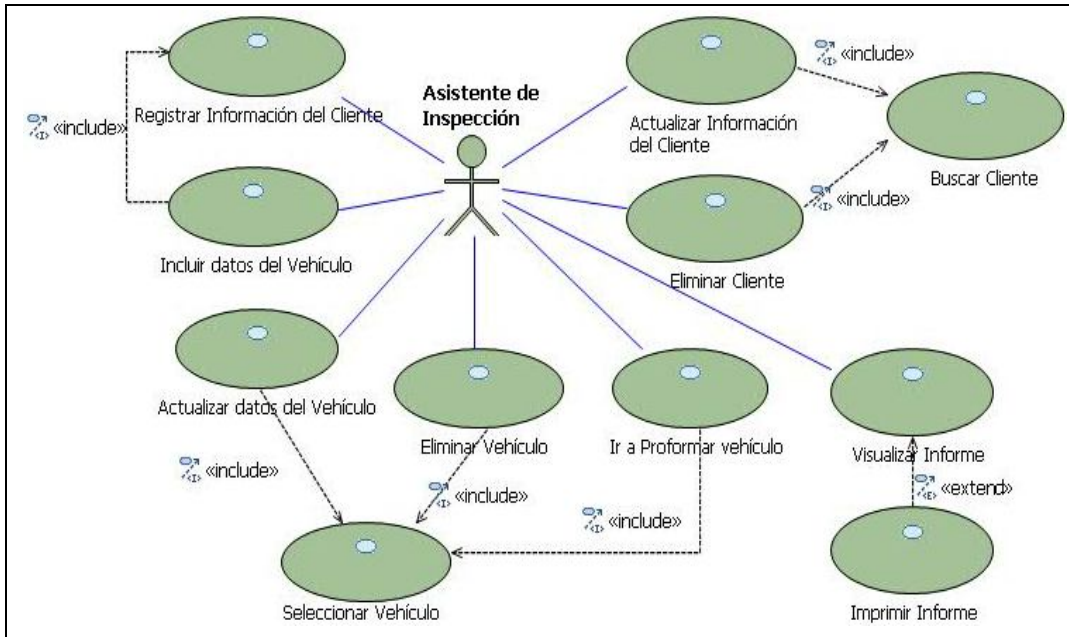 Asistente de
Inspección
Registrar Información del Cliente
«include»
Incluir datos del Vehículo
Actualizar Información
del Cliente
«include»
Buscar Cliente
«include»
Eliminar Cliente
Actualizar datos del Vehículo
«include»
Eliminar Vehículo
«include»
Ir a Proformar vehículo
«include»
Seleccionar Vehículo
Visualizar Informe
«extend»
Imprimir Informe